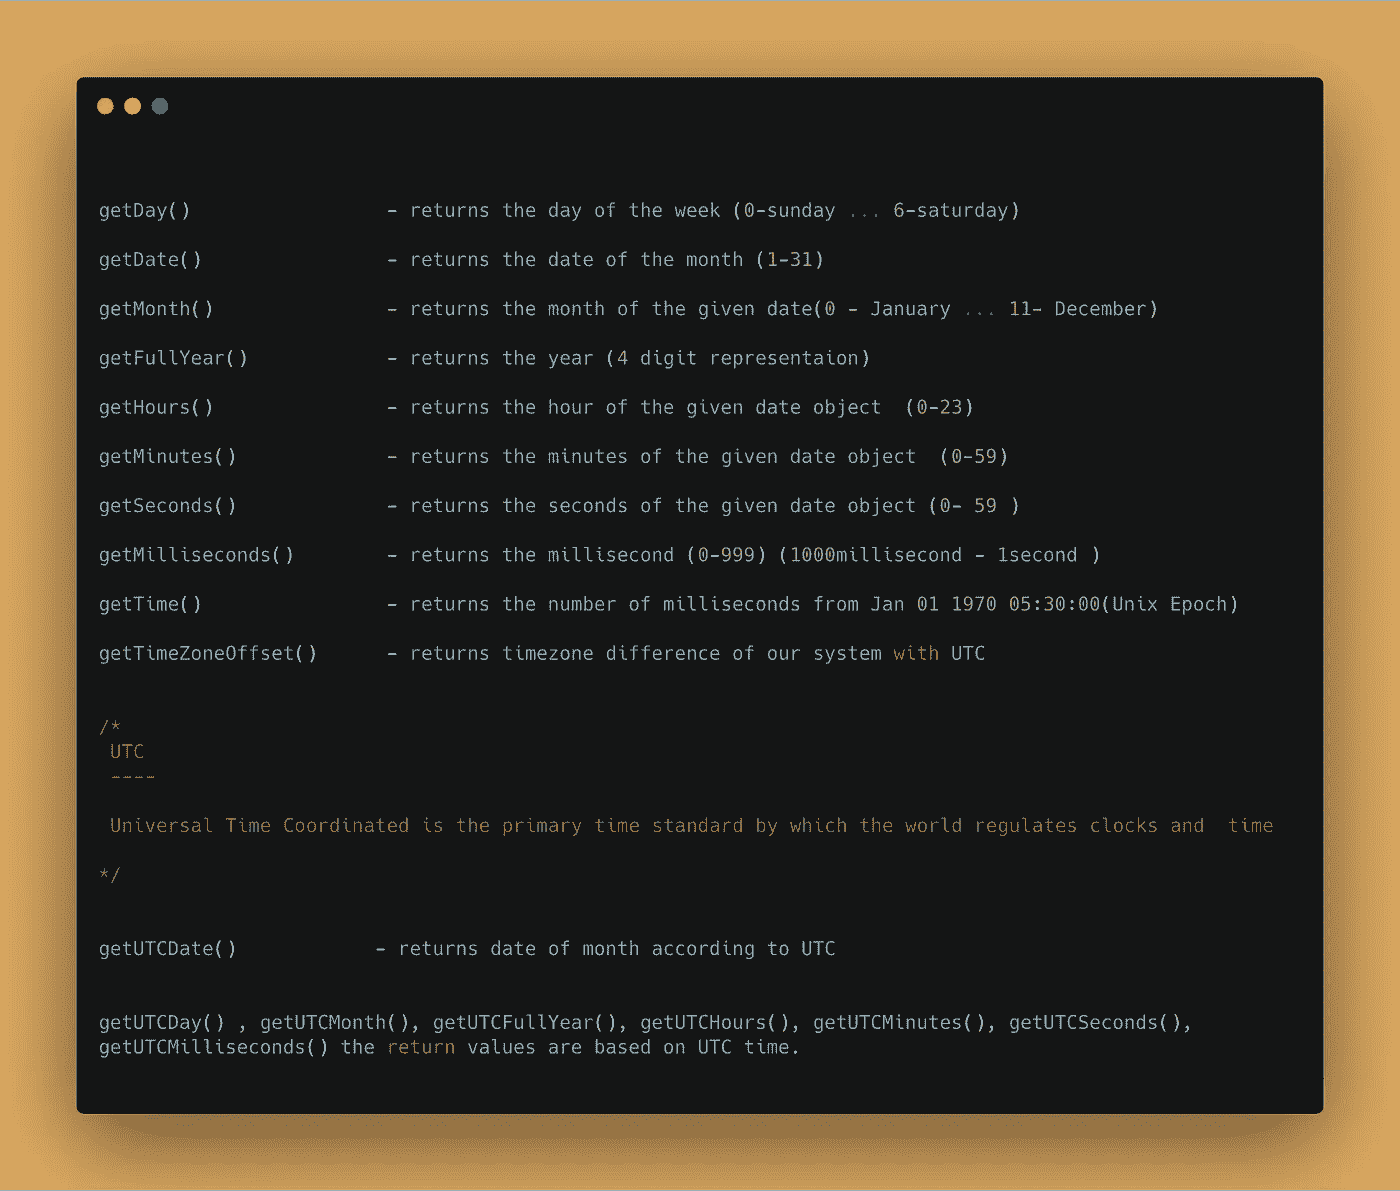 getDay() – returns the day of the week (0-sunday ... 6-saturday)
getDate() – returns the date of the month (1-31)
getMonth() – returns the month of the given date(0 – January ... 11- December)
getFullYear() – returns the year (4 digit representaion)
getHours() – returns the hour of the given date object (0-23)
getMinutes() – returns the minutes of the given date object (0-59)
getSeconds() – returns the seconds of the given date object (0- 59 )
getMilliseconds() – returns the millisecond (0-999) (1000millisecond – 1second )
getTime() – returns the number of milliseconds from Jan 01 1970 05:30:00(Unix Epoch)
getTimeZoneOffset() – returns timezone difference of our system with UTC
/*
UTC
----
Universal Time Coordinated is the primary time standard by which the world regulates clocks and time
*/
getUTCDate() – returns date of month according to UTC
getUTCDay() , getUTCMonth(), getUTCFullYear(), getUTCHours(), getUTCMinutes(), getUTCSeconds(),
getUTCMilliseconds() the return values are based on UTC time.